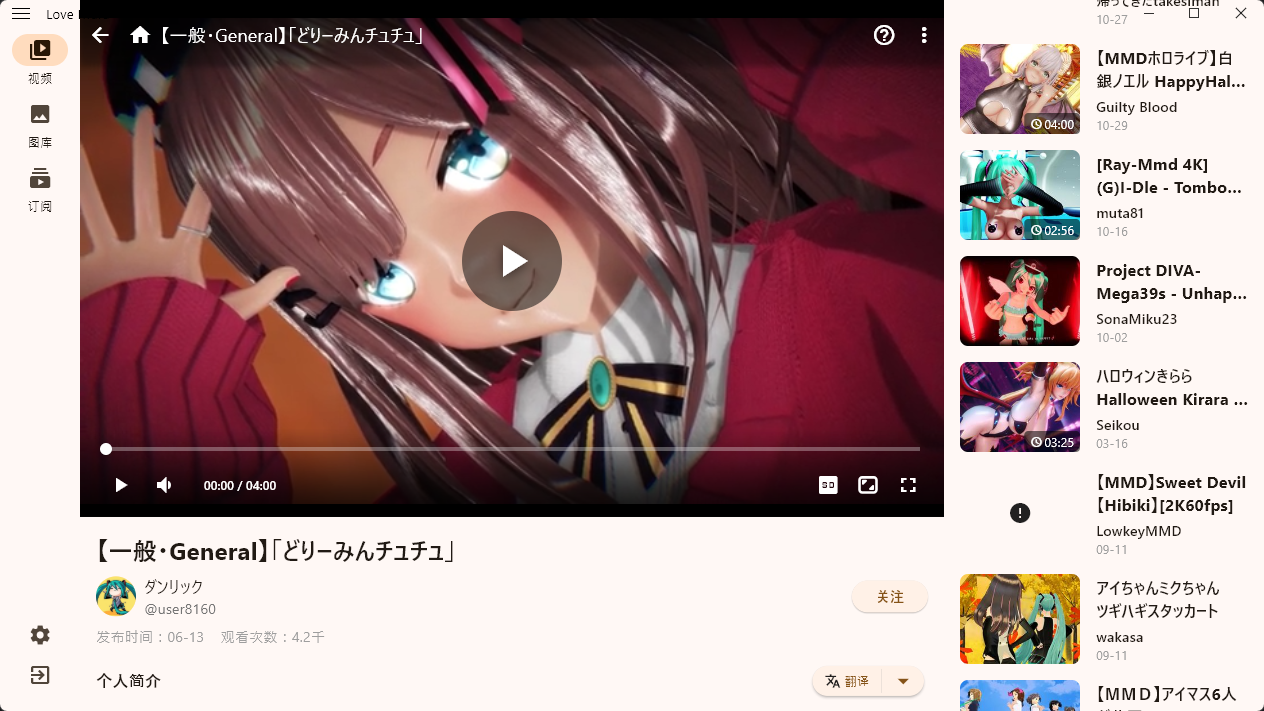 Love
视频
图库
订阅
【一般・General】「どりーみんチュチュ」
00:00 / 04:00
【一般・General】「どりーみんチュチュ」
ダンリック
@user8160
关注
发布时间：06-13 观看次数：4.2千
个人简介
翻译
帰ってきたtakesiman
10-27
【MMDホロライブ】白
銀ノエル HappyHal...
Guilty Blood
10-29
04:00
[Ray-Mmd 4K]
(G)I-Dle - Tombo...
muta81
10-16
02:56
Project DIVA-
Mega39s - Unhap...
SonaMiku23
10-02
ハロウィンきらら
Halloween Kirara ...
Seikou
03-16
03:25
【MMD】Sweet Devil
【Hibiki】[2K60fps]
LowkeyMMD
09-11
アイちゃんミクちゃん
ツギハギスタッカート
wakasa
09-11
【MMD】アイマス6人